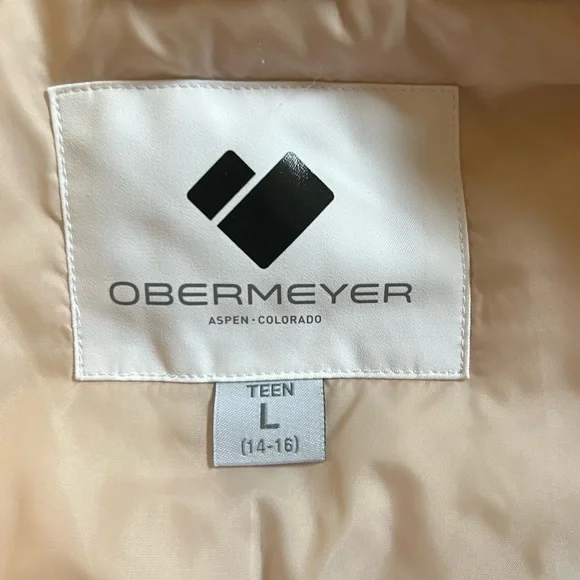 OBERMEYER
ASPEN · COLORADO
TEEN
L
(14-16)